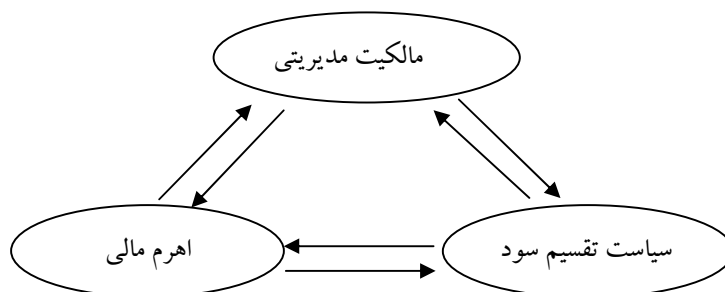 مالکیت مدیریتی
سیاست تقسیم سود
اهرم مالی